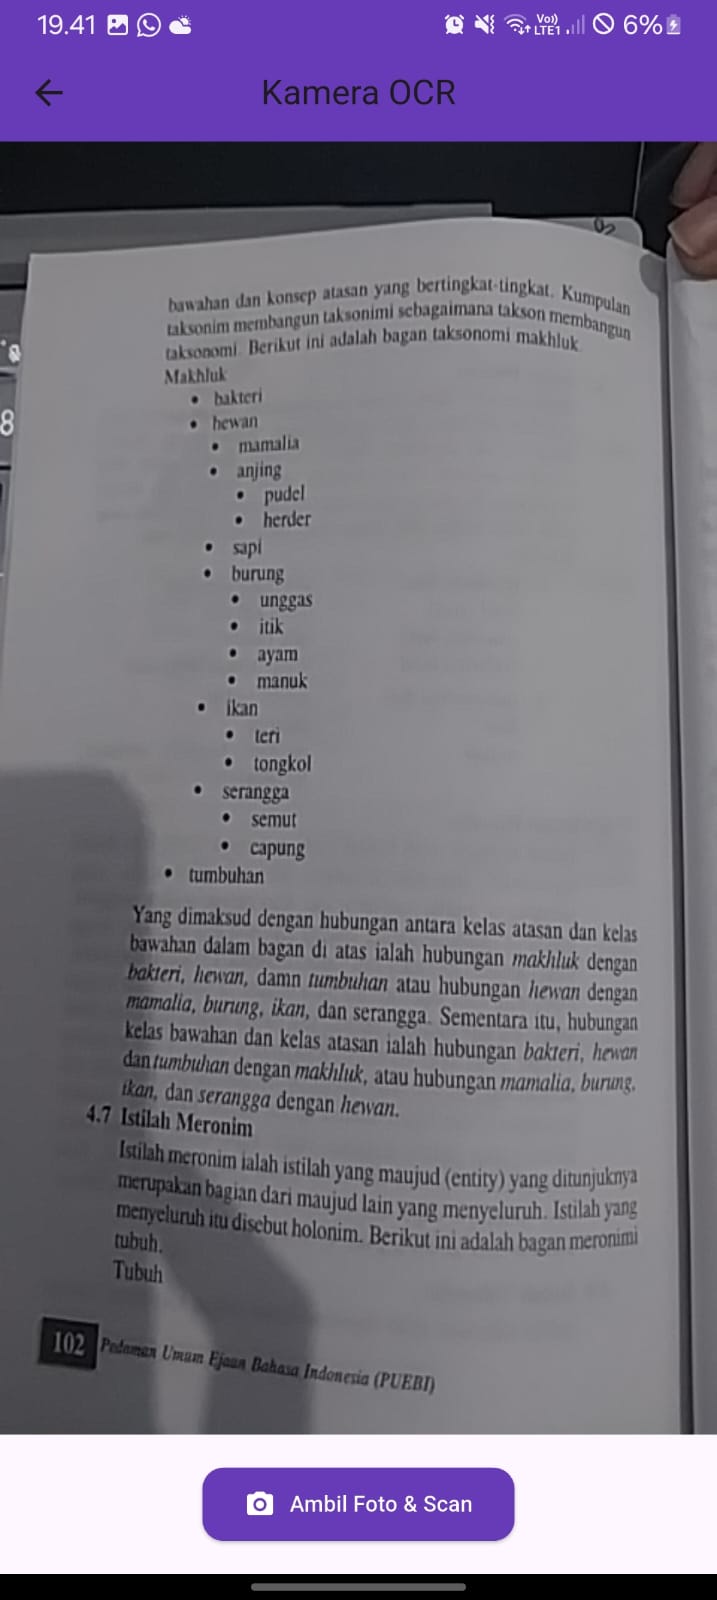 19.41
Vo)) LTE1
6%
Kamera OCR
bawahan dan konsep atasan yang bertingkat-tingkat. Kumpulan
taksonim membangun taksonimi sebagaimana takson membangun
taksonomi. Berikut ini adalah bagan taksonomi makhluk.
Makhluk
• bakteri
• hewan
• mamalia
• anjing
• pudel
• herder
• sapi
• burung
• unggas
• itik
• ayam
• manuk
• ikan
• teri
• tongkol
• serangga
• semut
• capung
• tumbuhan
Yang dimaksud dengan hubungan antara kelas atasan dan kelas
bawahan dalam bagan di atas ialah hubungan makhluk dengan
bakteri, hewan, damn tumbuhan atau hubungan hewan dengan
mamalia, burung, ikan, dan serangga. Sementara itu, hubungan
kelas bawahan dan kelas atasan ialah hubungan bakteri, hewan
dan tumbuhan dengan makhluk, atau hubungan mamalia, burung,
ikan, dan serangga dengan hewan.
4.7 Istilah Meronim
Istilah meronim ialah istilah yang maujud (entity) yang ditunjuknya
merupakan bagian dari maujud lain yang menyeluruh. Istilah yang
menyeluruh itu disebut holonim. Berikut ini adalah bagan meronimi
tubuh.
Tubuh
102 Pedoman Umum Ejaan Bahasa Indonesia (PUEBI)
8
Ambil Foto & Scan